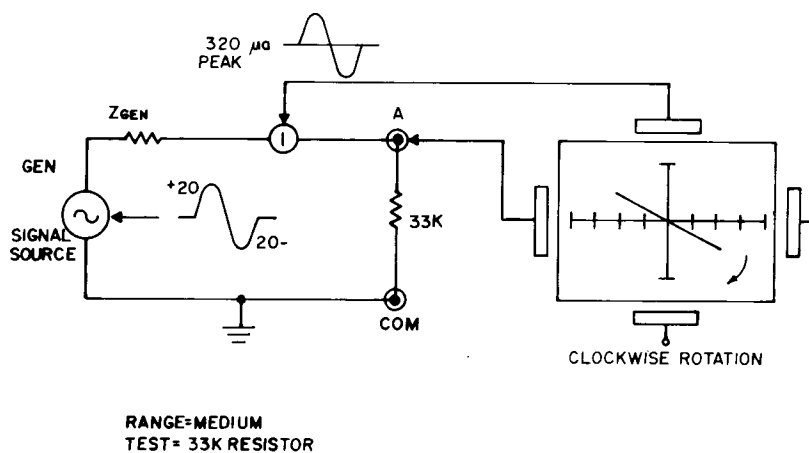 320 μa
PEAK
ZGEN
A
GEN
I
+20
20-
33K
SIGNAL
SOURCE
COM
CLOCKWISE ROTATION
RANGE=MEDIUM
TEST= 33K RESISTOR